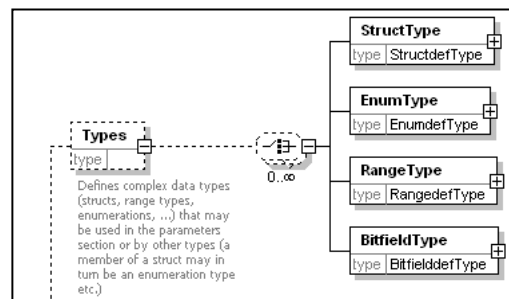 StructType
type StructdefType
EnumType
type EnumdefType
Types
type
0..∞
Defines complex data types
(structs, range types,
enumerations, ...) that may
be used in the parameters
section or by other types (a
member of a struct may in
turn be an enumeration type
etc.)
RangeType
type RangedefType
BitfieldType
type BitfielddefType